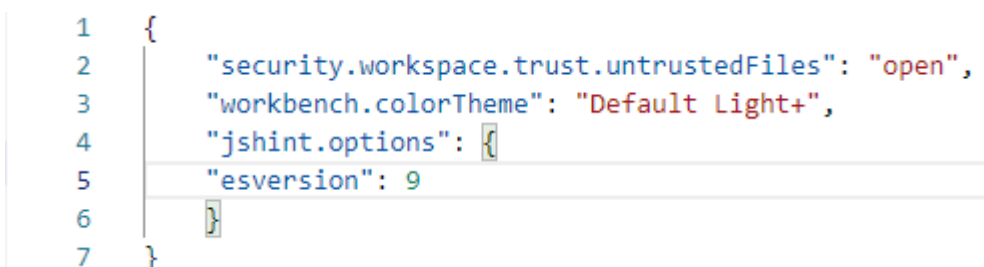 1 {
2 "security.workspace.trust.untrustedFiles": "open",
3 "workbench.colorTheme": "Default Light+",
4 "jshint.options": {
5 "esversion": 9
6 }
7 }